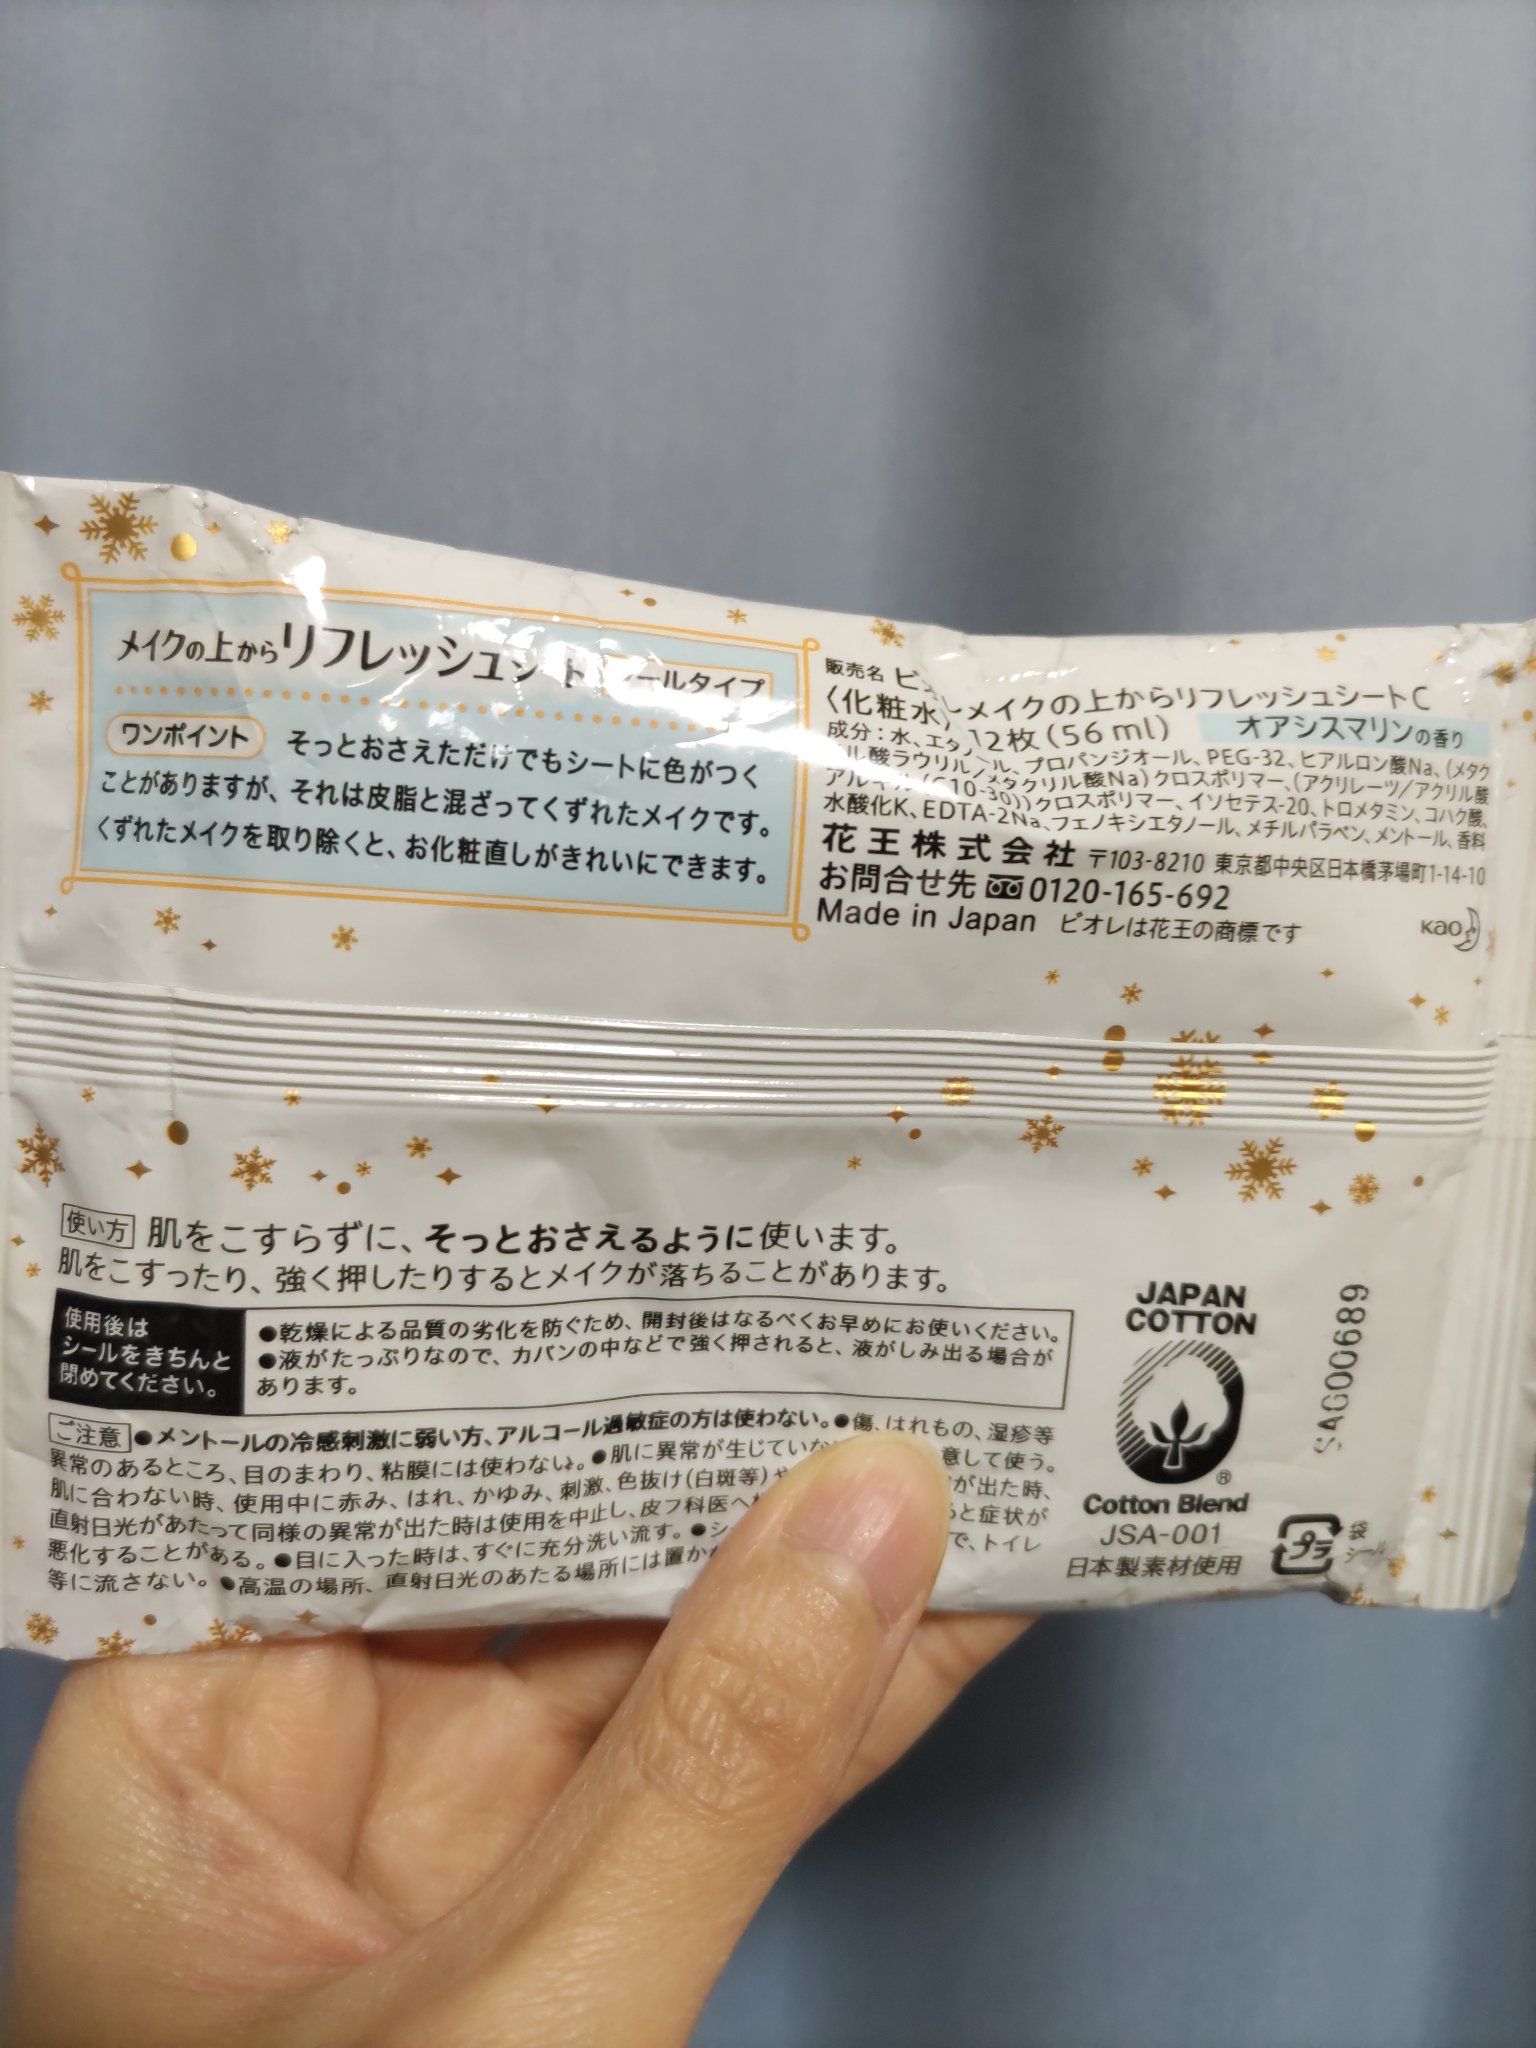 メイクの上からリフレッシュシート
ールタイプ
ワンポイント そっとおさえただけでもシートに色がつく
ことがありますが、それは皮脂と混ざってくずれたメイクです。
くずれたメイクを取り除くと、お化粧直しがきれいにできます。
販売名 メイクの上からリフレッシュシートC
〈化粧水〉 12枚(56ml) オアシスマリンの香り
成分:水、エタノール、プロパンジオール、PEG-32、ヒアルロン酸Na、(メタク
リル酸ラウリル/メタクリル酸Na)クロスポリマー、(アクリレーツ/アクリル酸
アルキル(C10-30))クロスポリマー、イソセテス-20、トロメタミン、コハク酸、
水酸化K、EDTA-2Na、フェノキシエタノール、メチルパラベン、メントール、香料
花王株式会社 〒103-8210 東京都中央区日本橋茅場町1-14-10
お問合せ先 0120-165-692
Made in Japan ビオレは花王の商標です
Kao
使い方 肌をこすらずに、そっとおさえるように使います。
肌をこすったり、強く押したりするとメイクが落ちることがあります。
使用後は
シールをきちんと
閉めてください。
●乾燥による品質の劣化を防ぐため、開封後はなるべくお早めにお使いください。
●液がたっぷりなので、カバンの中などで強く押されると、液がしみ出る場合が
あります。
ご注意 ●メントールの冷感刺激に弱い方、アルコール過敏症の方は使わない。●傷、はれもの、湿疹等
異常のあるところ、目のまわり、粘膜には使わない。●肌に異常が生じていな 意して使う。
肌に合わない時、使用中に赤み、はれ、かゆみ、刺激、色抜け(白斑等)や が出た時、
直射日光があたって同様の異常が出た時は使用を中止し、皮フ科医へ と症状が
悪化することがある。●目に入った時は、すぐに充分洗い流す。●シ で、トイレ
等に流さない。●高温の場所、直射日光のあたる場所には置か
JAPAN
COTTON
®
Cotton Blend
JSA-001
日本製素材使用
SAG00689
プラ
袋
シール